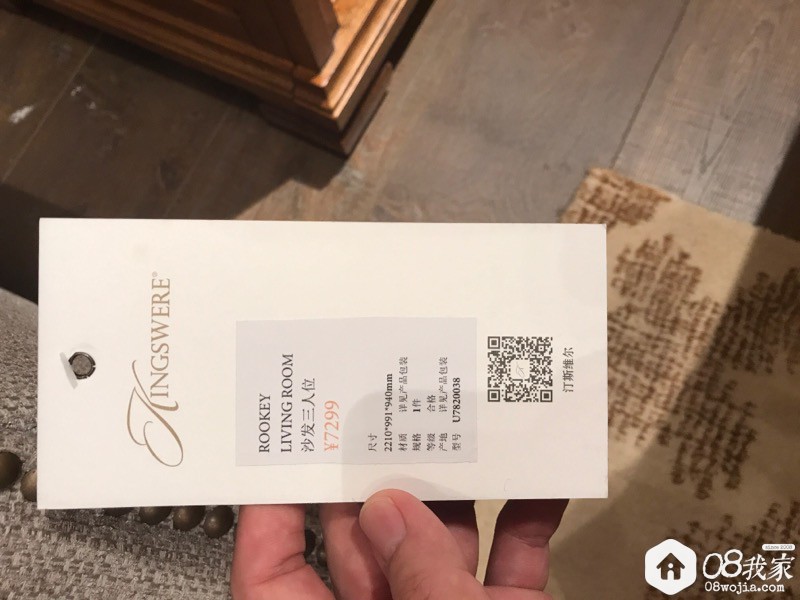 KINGSWERE®
ROOKEY
LIVING ROOM
沙发三人位
¥7299
尺寸
2210*991*940mm
材质 详见产品包装
规格 1件
等级 合格
产地 详见产品包装
型号 U7820038
汀斯维尔
08我家
08wojia.com